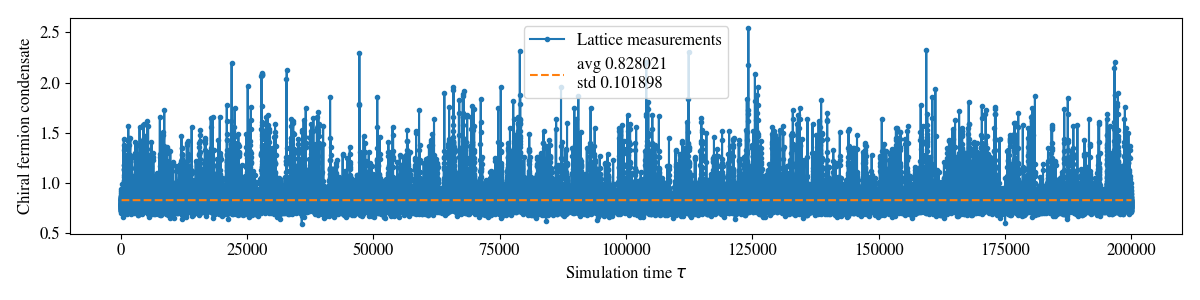 2.5
2.0
1.5
1.0
0.5
Chiral fermion condensate
Lattice measurements
avg 0.828021
std 0.101898
0 25000 50000 75000 100000 125000 150000 175000 200000
Simulation time τ